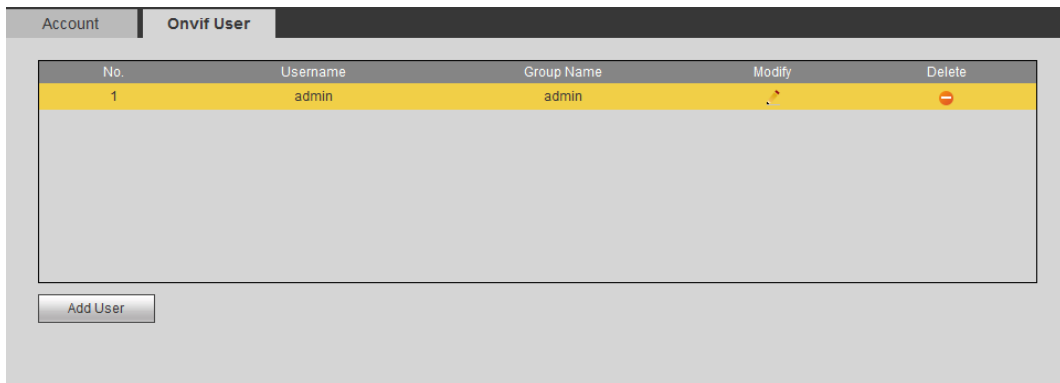 Account Onvif User
No. Username Group Name Modify Delete
1 admin admin
Add User